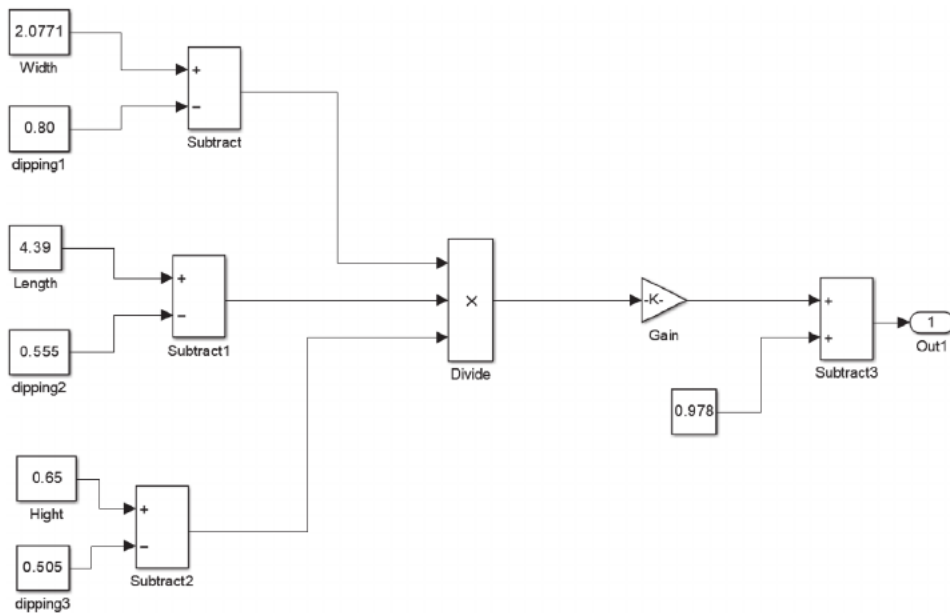 2.0771
Width
+
−
Subtract
0.80
dipping1
4.39
Length
+
−
Subtract1
0.555
dipping2
×
Divide
-K-
Gain
+
+
Subtract3
1
Out1
0.978
0.65
Hight
+
−
Subtract2
0.505
dipping3